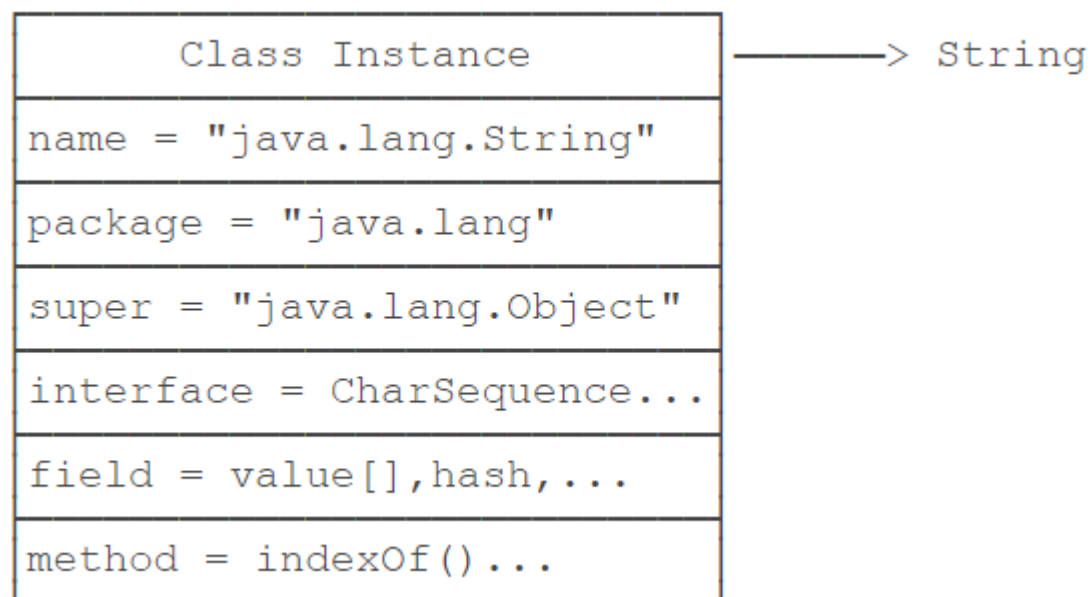 Class Instance ———> String
name = "java.lang.String"
package = "java.lang"
super = "java.lang.Object"
interface = CharSequence...
field = value[],hash,...
method = indexOf()...